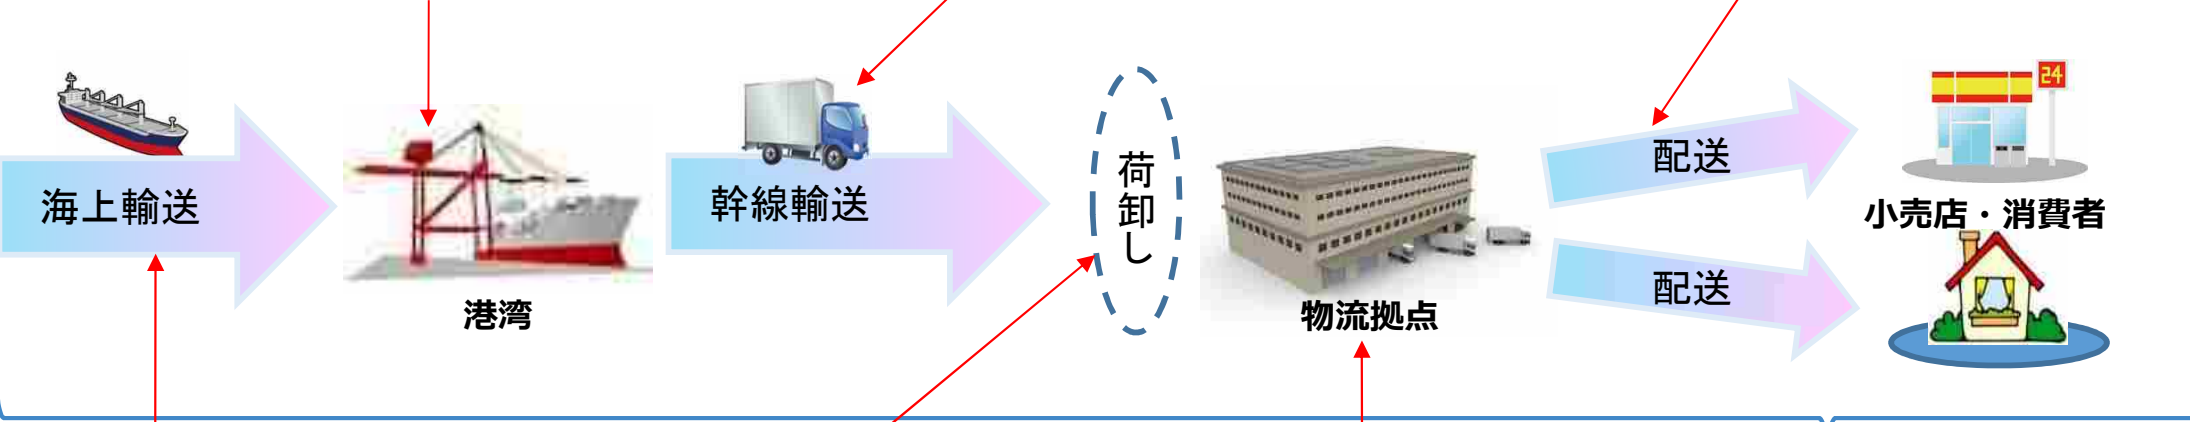 海上輸送
港湾
幹線輸送
荷卸し
物流拠点
配送
配送
24
小売店・消費者